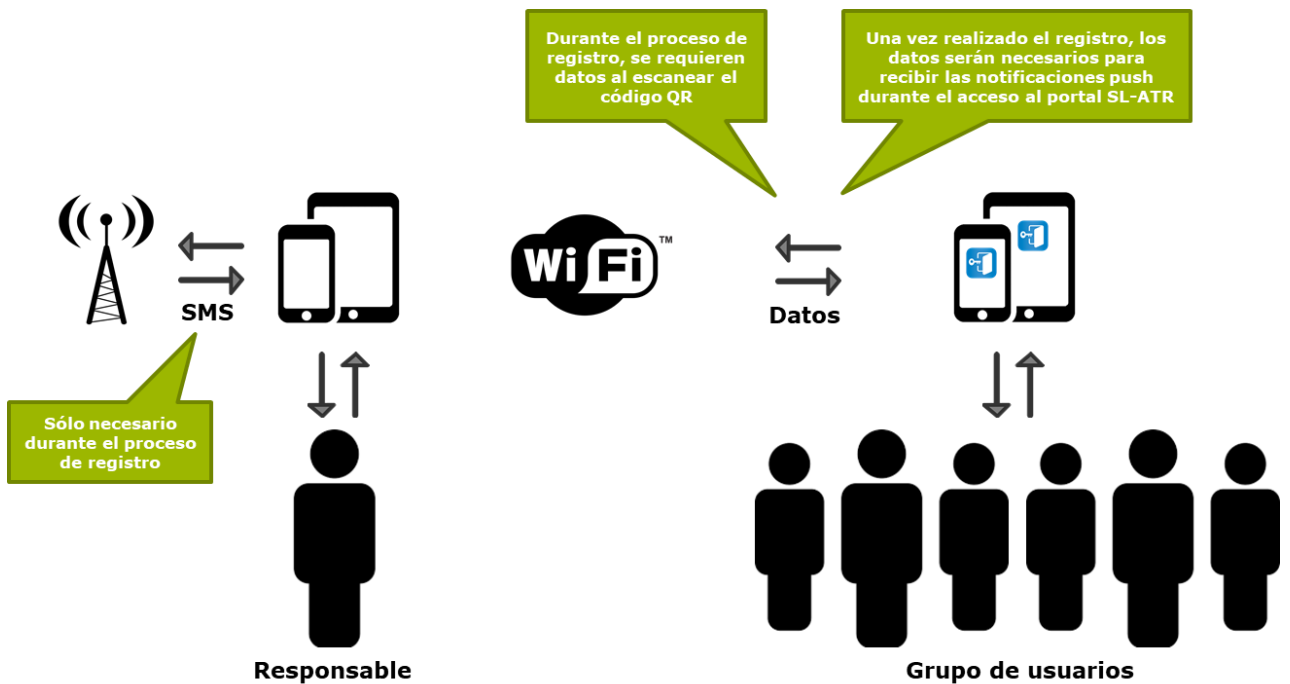 Durante el proceso de
registro, se requieren
datos al escanear el
código QR
Una vez realizado el registro, los
datos serán necesarios para
recibir las notificaciones push
durante el acceso al portal SL-ATR
Wi Fi TM
SMS
Datos
Sólo necesario
durante el proceso
de registro
Responsable
Grupo de usuarios